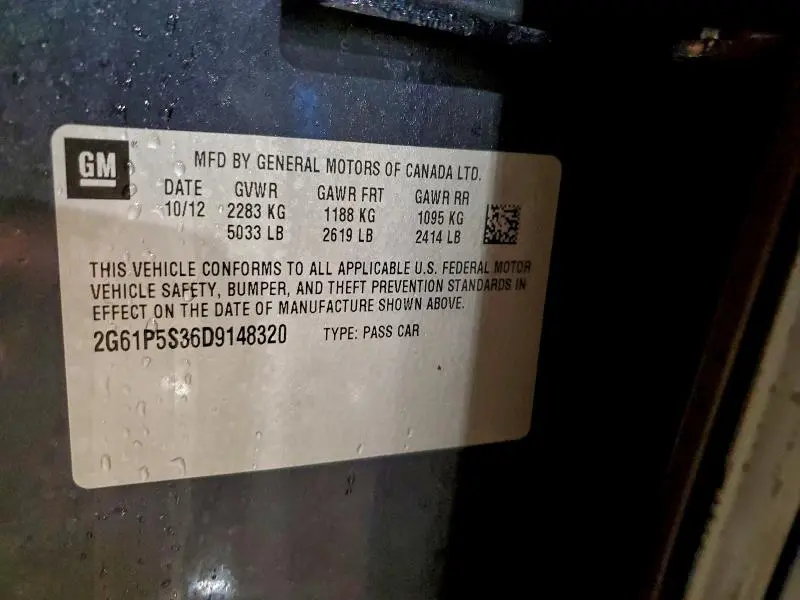 GM
MFD BY GENERAL MOTORS OF CANADA LTD.
DATE GVWR GAWR FRT GAWR RR
10/12 2283 KG 1188 KG 1095 KG
5033 LB 2619 LB 2414 LB
THIS VEHICLE CONFORMS TO ALL APPLICABLE U.S. FEDERAL MOTOR
VEHICLE SAFETY, BUMPER, AND THEFT PREVENTION STANDARDS IN
EFFECT ON THE DATE OF MANUFACTURE SHOWN ABOVE.
2G61P5S36D9148320 TYPE: PASS CAR